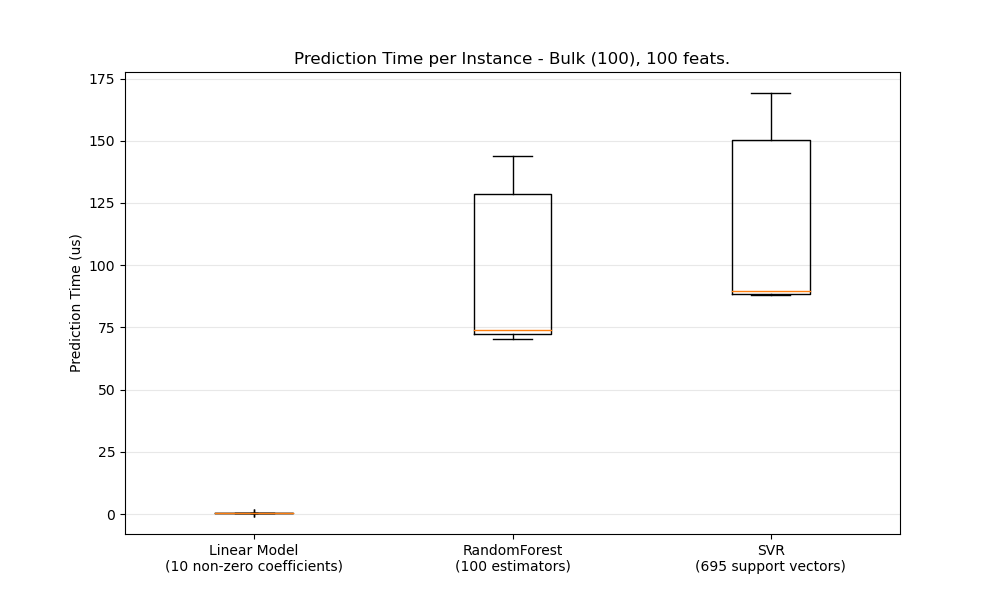 Prediction Time per Instance - Bulk (100), 100 feats.
Prediction Time (us)
175
150
125
100
75
50
25
0
Linear Model
(10 non-zero coefficients)
RandomForest
(100 estimators)
SVR
(695 support vectors)